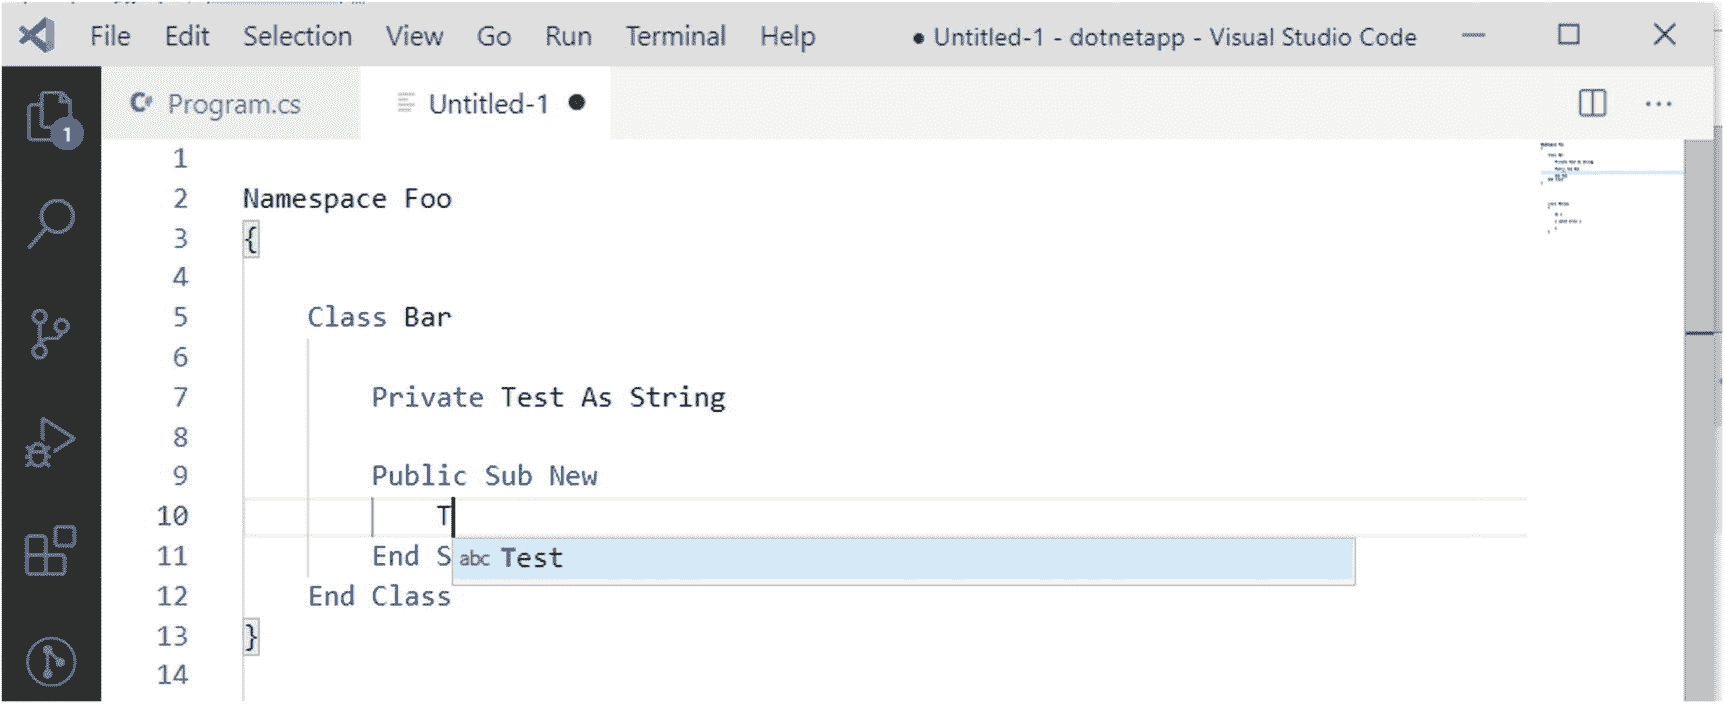 File Edit Selection View Go Run Terminal Help ● Untitled-1 - dotnetapp - Visual Studio Code
C# Program.cs Untitled-1 ●
1
1
2 Namespace Foo
3 {
4
5 Class Bar
6
7 Private Test As String
8
9 Public Sub New
10 T
11 End S
abc Test
12 End Class
13 }
14